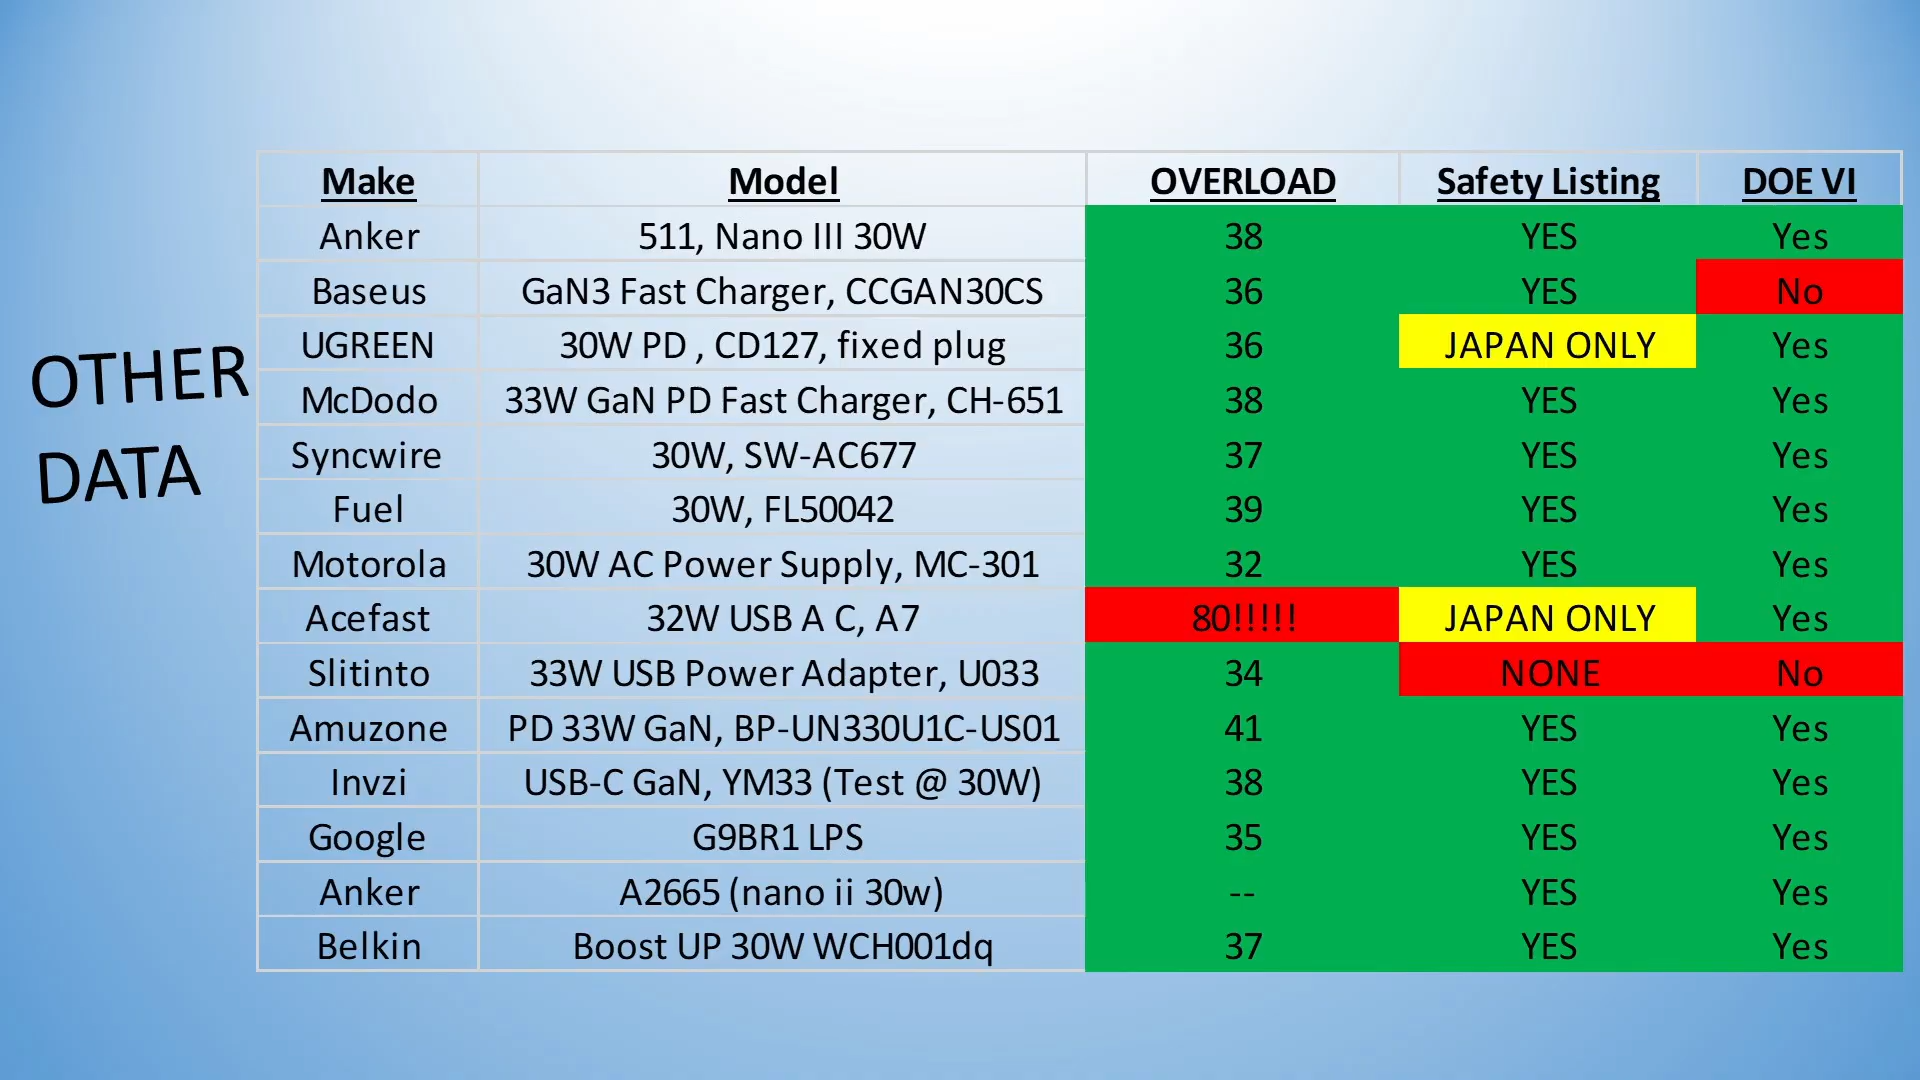 OTHER
DATA
Make Model OVERLOAD Safety Listing DOE VI
Anker 511, Nano III 30W 38 YES Yes
Baseus GaN3 Fast Charger, CCGAN30CS 36 YES No
UGREEN 30W PD , CD127, fixed plug 36 JAPAN ONLY Yes
McDodo 33W GaN PD Fast Charger, CH-651 38 YES Yes
Syncwire 30W, SW-AC677 37 YES Yes
Fuel 30W, FL50042 39 YES Yes
Motorola 30W AC Power Supply, MC-301 32 YES Yes
Acefast 32W USB A C, A7 80!!!!! JAPAN ONLY Yes
Slitinto 33W USB Power Adapter, U033 34 NONE No
Amuzone PD 33W GaN, BP-UN330U1C-US01 41 YES Yes
Invzi USB-C GaN, YM33 (Test @ 30W) 38 YES Yes
Google G9BR1 LPS 35 YES Yes
Anker A2665 (nano ii 30w) -- YES Yes
Belkin Boost UP 30W WCH001dq 37 YES Yes